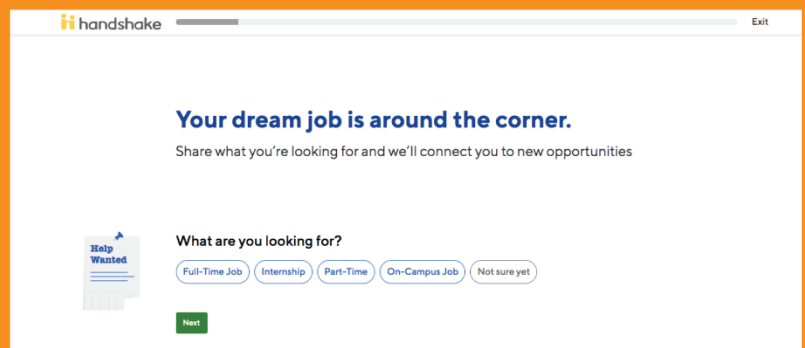 handshake
Exit
Your dream job is around the corner.
Share what you're looking for and we'll connect you to new opportunities
Help
Wanted
What are you looking for?
Full-Time Job Internship Part-Time On-Campus Job Not sure yet
Next